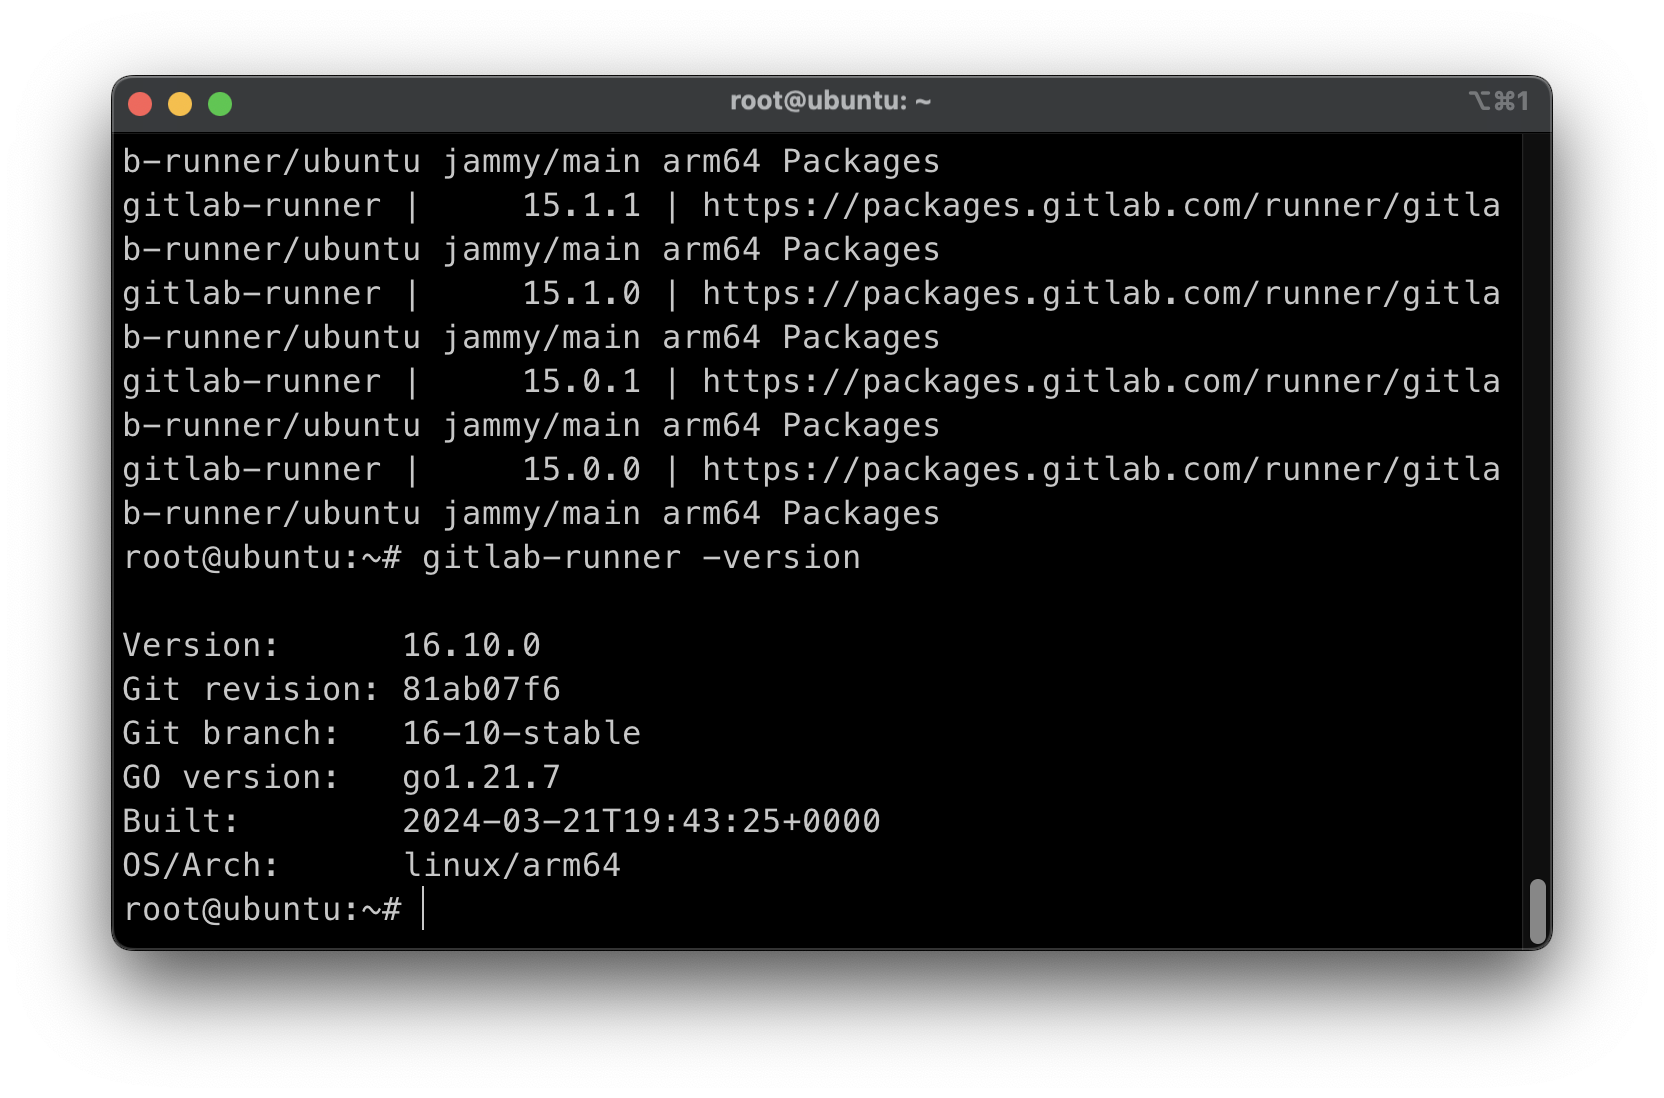 root@ubuntu: ~
⌥⌘1
b-runner/ubuntu jammy/main arm64 Packages
gitlab-runner |     15.1.1 | https://packages.gitlab.com/runner/gitla
b-runner/ubuntu jammy/main arm64 Packages
gitlab-runner |     15.1.0 | https://packages.gitlab.com/runner/gitla
b-runner/ubuntu jammy/main arm64 Packages
gitlab-runner |     15.0.1 | https://packages.gitlab.com/runner/gitla
b-runner/ubuntu jammy/main arm64 Packages
gitlab-runner |     15.0.0 | https://packages.gitlab.com/runner/gitla
b-runner/ubuntu jammy/main arm64 Packages
root@ubuntu:~# gitlab-runner -version
Version:      16.10.0
Git revision: 81ab07f6
Git branch:   16-10-stable
GO version:   go1.21.7
Built:        2024-03-21T19:43:25+0000
OS/Arch:      linux/arm64
root@ubuntu:~#